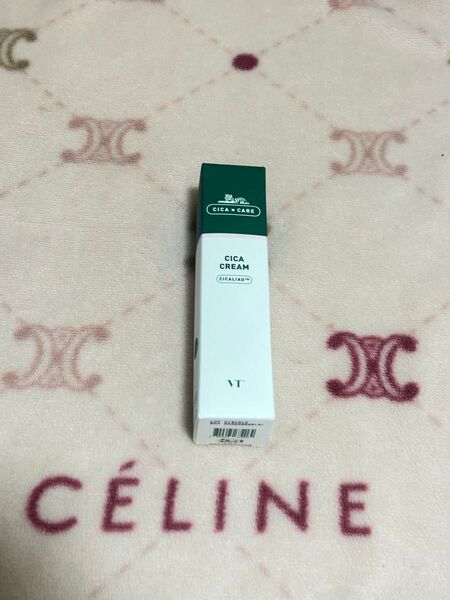 CICA × CARE
CICA
CREAM
CICALIAO™
VT
CÉLINE